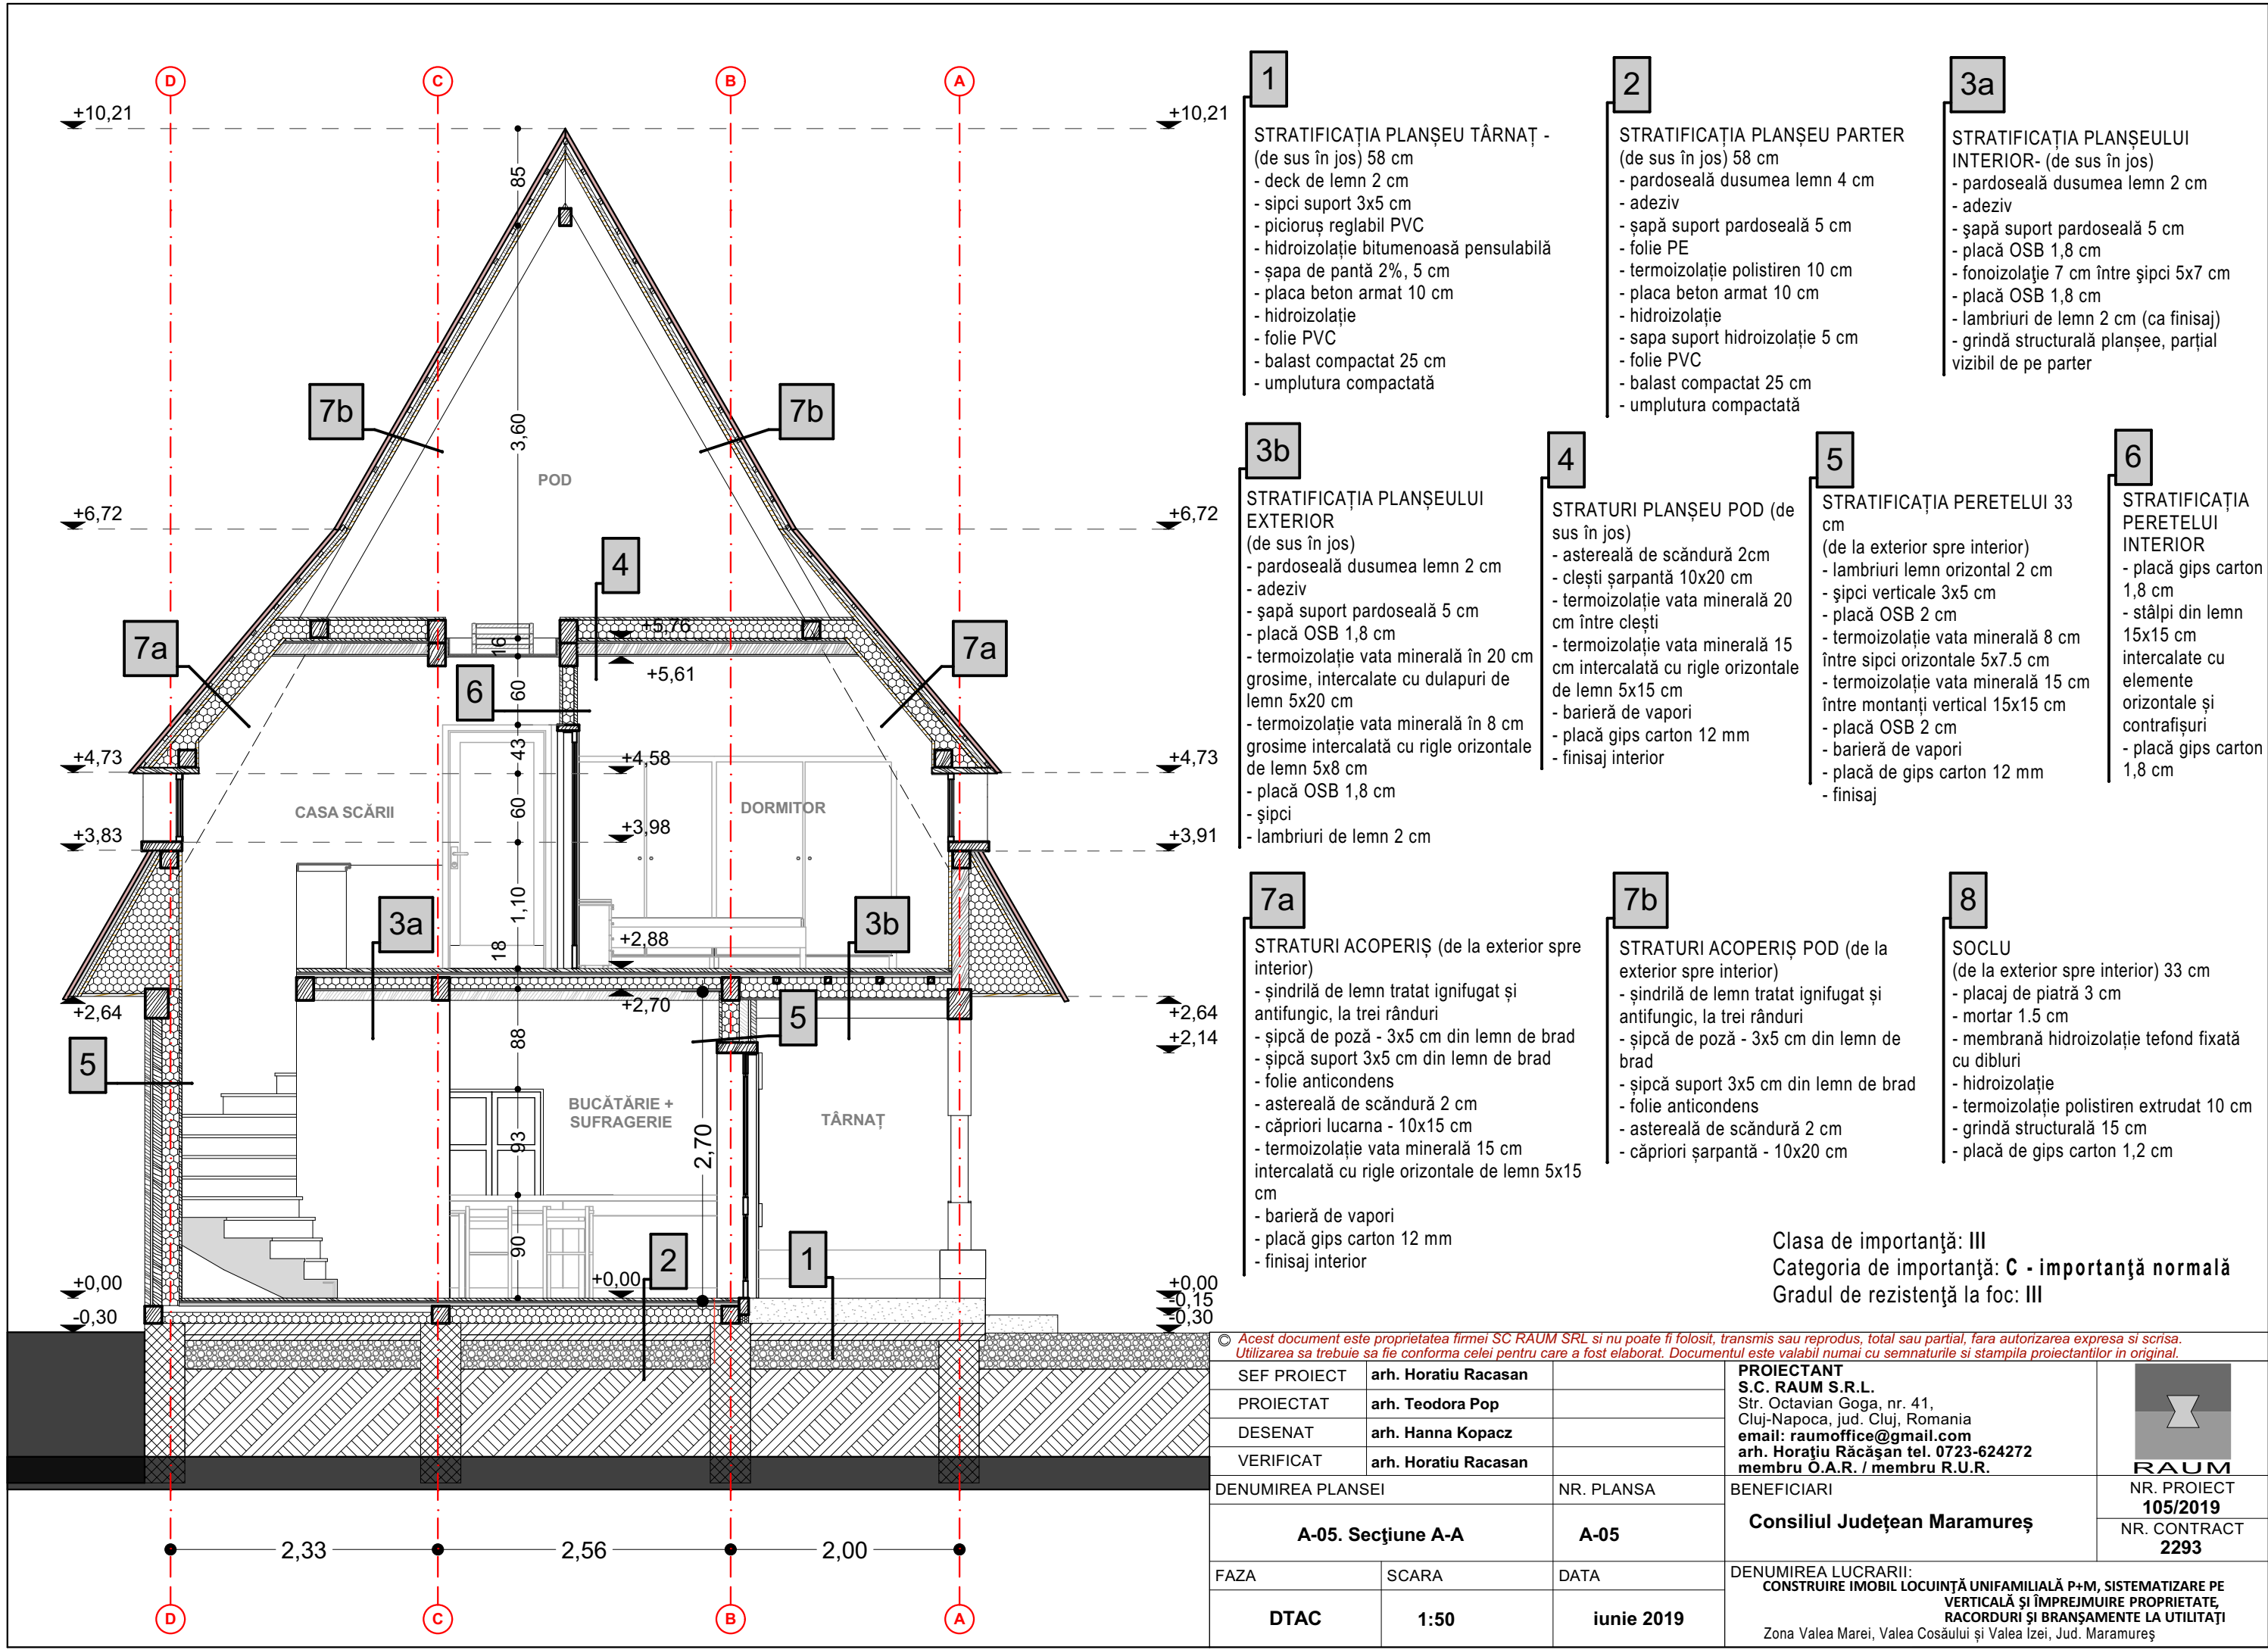 D
C
B
A
+10,21
+10,21
85
3,60
7b
7b
POD
+6,72
+6,72
4
7a
7a
+5,76
16
+5,61
6
60
43
+4,73
+4,58
+4,73
CASA SCĂRII
60
DORMITOR
+3,83
+3,98
+3,91
3a
1,10
3b
18
+2,88
+2,64
+2,70
+2,64
5
+2,14
88
5
BUCĂTĂRIE +
SUFRAGERIE
TÂRNAȚ
93
2,70
90
2
1
+0,00
+0,00
+0,00
-0,15
-0,30
-0,30
2,33
2,56
2,00
D
C
B
A
1
STRATIFICAȚIA PLANȘEU TÂRNAȚ -
(de sus în jos) 58 cm
- deck de lemn 2 cm
- sipci suport 3x5 cm
- picioruș reglabil PVC
- hidroizolație bitumenoasă pensulabilă
- șapa de pantă 2%, 5 cm
- placa beton armat 10 cm
- hidroizolație
- folie PVC
- balast compactat 25 cm
- umplutura compactată
2
STRATIFICAȚIA PLANȘEU PARTER
(de sus în jos) 58 cm
- pardoseală dusumea lemn 4 cm
- adeziv
- șapă suport pardoseală 5 cm
- folie PE
- termoizolație polistiren 10 cm
- placa beton armat 10 cm
- hidroizolație
- sapa suport hidroizolație 5 cm
- folie PVC
- balast compactat 25 cm
- umplutura compactată
3a
STRATIFICAȚIA PLANȘEULUI
INTERIOR- (de sus în jos)
- pardoseală dusumea lemn 2 cm
- adeziv
- şapă suport pardoseală 5 cm
- placă OSB 1,8 cm
- fonoizolaţie 7 cm între şipci 5x7 cm
- placă OSB 1,8 cm
- lambriuri de lemn 2 cm (ca finisaj)
- grindă structurală planșee, parțial
vizibil de pe parter
3b
STRATIFICAȚIA PLANȘEULUI
EXTERIOR
(de sus în jos)
- pardoseală dusumea lemn 2 cm
- adeziv
- şapă suport pardoseală 5 cm
- placă OSB 1,8 cm
- termoizolație vata minerală în 20 cm
grosime, intercalate cu dulapuri de
lemn 5x20 cm
- termoizolație vata minerală în 8 cm
grosime intercalată cu rigle orizontale
de lemn 5x8 cm
- placă OSB 1,8 cm
- şipci
- lambriuri de lemn 2 cm
4
STRATURI PLANȘEU POD (de
sus în jos)
- astereală de scăndură 2cm
- clești șarpantă 10x20 cm
- termoizolație vata minerală 20
cm între clești
- termoizolație vata minerală 15
cm intercalată cu rigle orizontale
de lemn 5x15 cm
- barieră de vapori
- placă gips carton 12 mm
- finisaj interior
5
STRATIFICAȚIA PERETELUI 33
cm
(de la exterior spre interior)
- lambriuri lemn orizontal 2 cm
- șipci verticale 3x5 cm
- placă OSB 2 cm
- termoizolație vata minerală 8 cm
între sipci orizontale 5x7.5 cm
- termoizolație vata minerală 15 cm
între montanți vertical 15x15 cm
- placă OSB 2 cm
- barieră de vapori
- placă de gips carton 12 mm
- finisaj
6
STRATIFICAȚIA
PERETELUI
INTERIOR
- placă gips carton
1,8 cm
- stâlpi din lemn
15x15 cm
intercalate cu
elemente
orizontale și
contrafișuri
- placă gips carton
1,8 cm
7a
STRATURI ACOPERIȘ (de la exterior spre
interior)
- șindrilă de lemn tratat ignifugat și
antifungic, la trei rânduri
- șipcă de poză - 3x5 cm din lemn de brad
- șipcă suport 3x5 cm din lemn de brad
- folie anticondens
- astereală de scăndură 2 cm
- căpriori lucarna - 10x15 cm
- termoizolație vata minerală 15 cm
intercalată cu rigle orizontale de lemn 5x15
cm
- barieră de vapori
- placă gips carton 12 mm
- finisaj interior
7b
STRATURI ACOPERIȘ POD (de la
exterior spre interior)
- șindrilă de lemn tratat ignifugat și
antifungic, la trei rânduri
- șipcă de poză - 3x5 cm din lemn de
brad
- șipcă suport 3x5 cm din lemn de brad
- folie anticondens
- astereală de scăndură 2 cm
- căpriori șarpantă - 10x20 cm
8
SOCLU
(de la exterior spre interior) 33 cm
- placaj de piatră 3 cm
- mortar 1.5 cm
- membrană hidroizolație tefond fixată
cu dibluri
- hidroizolație
- termoizolație polistiren extrudat 10 cm
- grindă structurală 15 cm
- placă de gips carton 1,2 cm
Clasa de importanţă: III
Categoria de importanţă: C - importanţă normală
Gradul de rezistenţă la foc: III
© Acest document este proprietatea firmei SC RAUM SRL si nu poate fi folosit, transmis sau reprodus, total sau partial, fara autorizarea expresa si scrisa.
Utilizarea sa trebuie sa fie conforma celei pentru care a fost elaborat. Documentul este valabil numai cu semnaturile si stampila proiectantilor in original.
SEF PROIECT arh. Horatiu Racasan
PROIECTAT arh. Teodora Pop
DESENAT arh. Hanna Kopacz
VERIFICAT arh. Horatiu Racasan
PROIECTANT
S.C. RAUM S.R.L.
Str. Octavian Goga, nr. 41,
Cluj-Napoca, jud. Cluj, Romania
email: raumoffice@gmail.com
arh. Horaţiu Răcăşan tel. 0723-624272
membru O.A.R. / membru R.U.R.
RAUM
DENUMIREA PLANSEI
A-05. Secţiune A-A
NR. PLANSA
A-05
BENEFICIARI
Consiliul Județean Maramureș
NR. PROIECT
105/2019
NR. CONTRACT
2293
FAZA
DTAC
SCARA
1:50
DATA
iunie 2019
DENUMIREA LUCRARII:
CONSTRUIRE IMOBIL LOCUINŢĂ UNIFAMILIALĂ P+M, SISTEMATIZARE PE
VERTICALĂ ŞI ÎMPREJMUIRE PROPRIETATE,
RACORDURI ŞI BRANŞAMENTE LA UTILITAŢI
Zona Valea Marei, Valea Cosăului și Valea Izei, Jud. Maramureş